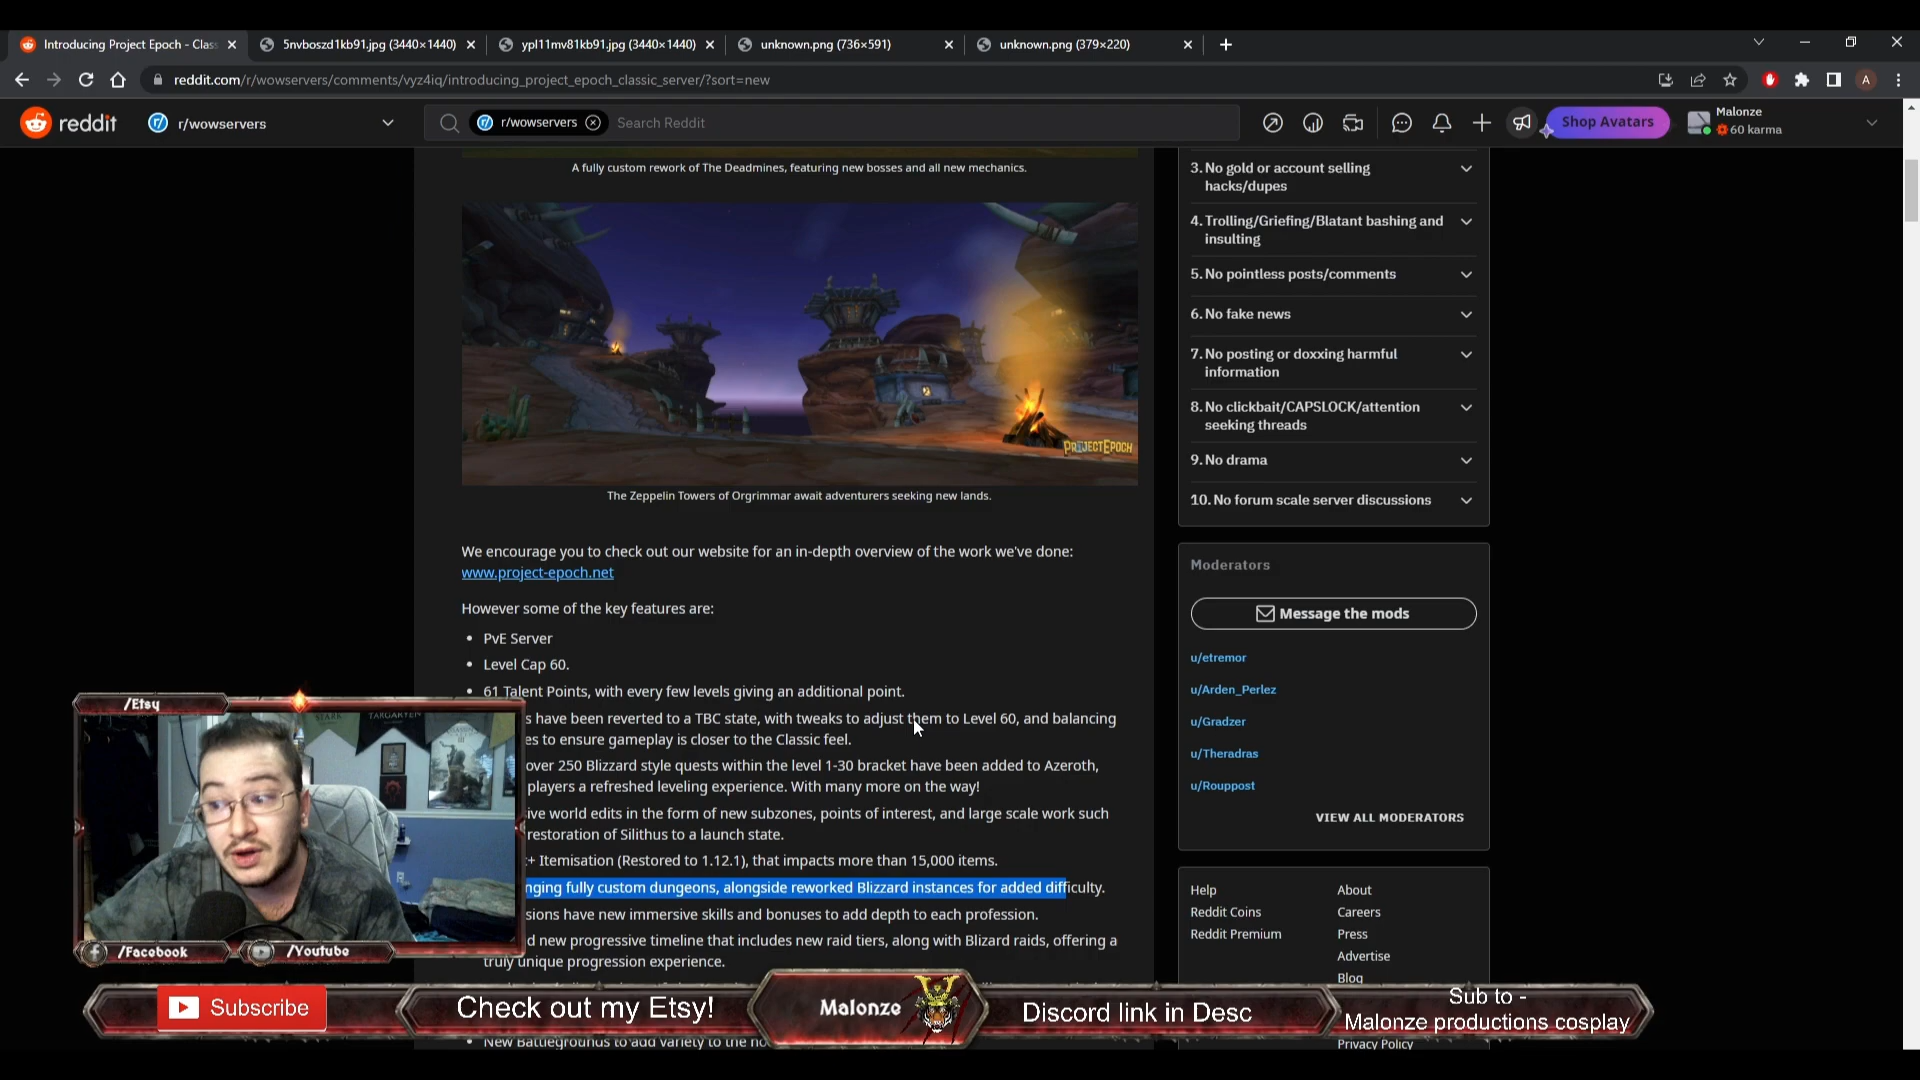 Introducing Project Epoch - Clas
5nvboszd1kb91.jpg (3440×1440)
ypl11mv81kb91.jpg (3440×1440)
unknown.png (736×591)
unknown.png (379×220)
reddit.com/r/wowservers/comments/vyz4iq/introducing_project_epoch_classic_server/?sort=new
A
reddit
r/wowservers
r/wowservers
Search Reddit
Shop Avatars
Malonze
60 karma
A fully custom rework of The Deadmines, featuring new bosses and all new mechanics.
PROJECTEPOCH
The Zeppelin Towers of Orgrimmar await adventurers seeking new lands.
We encourage you to check out our website for an in-depth overview of the work we've done:
www.project-epoch.net
However some of the key features are:
• PvE Server
• Level Cap 60.
• 61 Talent Points, with every few levels giving an additional point.
s have been reverted to a TBC state, with tweaks to adjust them to Level 60, and balancing
es to ensure gameplay is closer to the Classic feel.
over 250 Blizzard style quests within the level 1-30 bracket have been added to Azeroth,
players a refreshed leveling experience. With many more on the way!
ive world edits in the form of new subzones, points of interest, and large scale work such
restoration of Silithus to a launch state.
+ Itemisation (Restored to 1.12.1), that impacts more than 15,000 items.
nging fully custom dungeons, alongside reworked Blizzard instances for added difficulty.
sions have new immersive skills and bonuses to add depth to each profession.
d new progressive timeline that includes new raid tiers, along with Blizard raids, offering a
truly unique progression experience.
• New Battlegrounds to add variety to the
3. No gold or account selling
hacks/dupes
4. Trolling/Griefing/Blatant bashing and
insulting
5. No pointless posts/comments
6. No fake news
7. No posting or doxxing harmful
information
8. No clickbait/CAPSLOCK/attention
seeking threads
9. No drama
10. No forum scale server discussions
Moderators
Message the mods
u/etremor
u/Arden_Perlez
u/Gradzer
u/Theradras
u/Rouppost
VIEW ALL MODERATORS
Help
About
Reddit Coins
Careers
Reddit Premium
Press
Advertise
Blog
Privacy Policy
/Etsy
STARK
TARGARYEN
/Facebook
/Youtube
Subscribe
Check out my Etsy!
Malonze
Discord link in Desc
Sub to -
Malonze productions cosplay